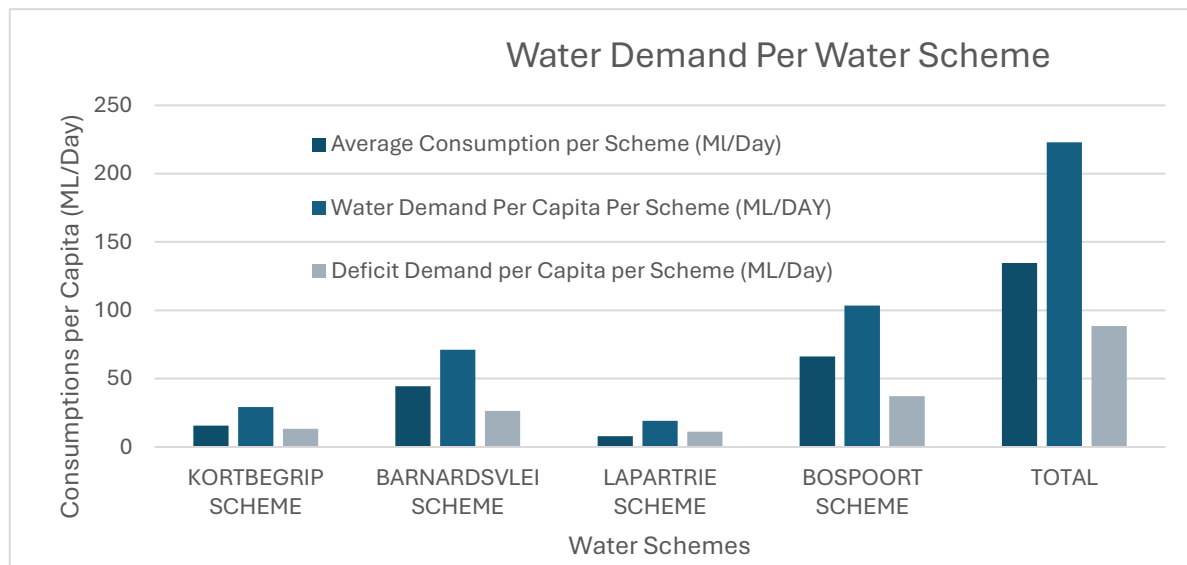 Water Demand Per Water Scheme
Consumptions per Capita (ML/Day)
250
200
150
100
50
0
Average Consumption per Scheme (Ml/Day)
Water Demand Per Capita Per Scheme (ML/DAY)
Deficit Demand per Capita per Scheme (ML/Day)
KORTBEGRIP
SCHEME
BARNARDSVLEI
SCHEME
LAPARTRIE
SCHEME
BOSPOORT
SCHEME
TOTAL
Water Schemes